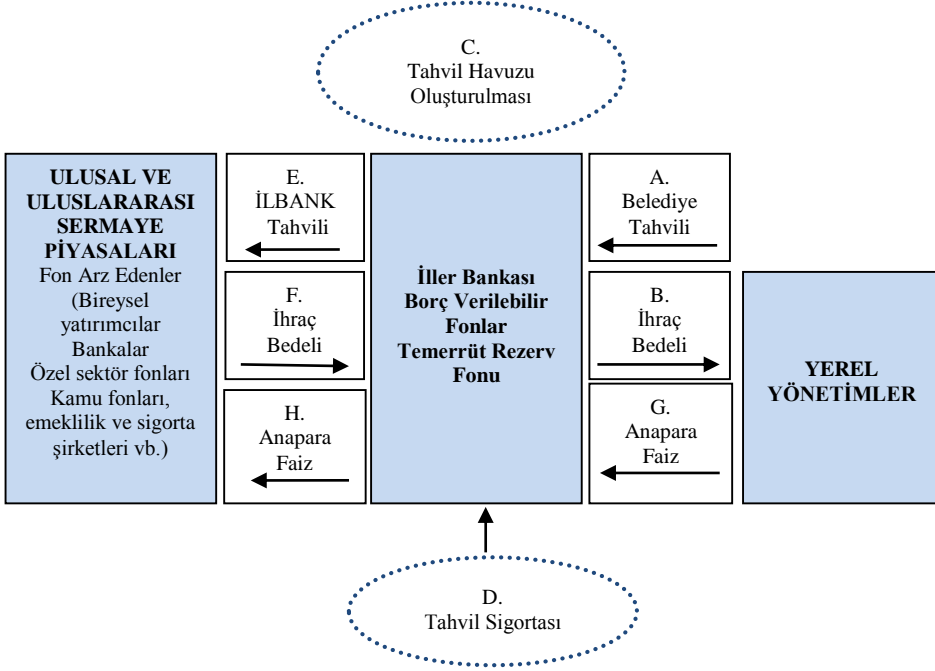 C.
Tahvil Havuzu
Oluşturulması
ULUSAL VE
ULUSLARARASI
SERMAYE
PİYASALARI
Fon Arz Edenler
(Bireysel
yatırımcılar
Bankalar
Özel sektör fonları
Kamu fonları,
emeklilik ve sigorta
şirketleri vb.)
E.
İLBANK
Tahvili
F.
İhraç
Bedeli
H.
Anapara
Faiz
İller Bankası
Borç Verilebilir
Fonlar
Temerrüt Rezerv
Fonu
A.
Belediye
Tahvili
B.
İhraç
Bedeli
G.
Anapara
Faiz
YEREL
YÖNETİMLER
D.
Tahvil Sigortası